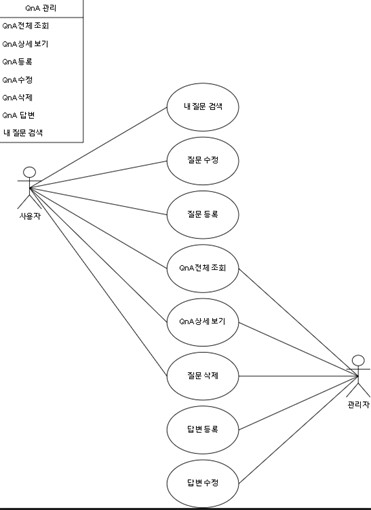 QnA 관리
QnA전체 조회
QnA상세 보기
QnA등록
QnA수정
QnA삭제
QnA 답변
내 질문 검색
내 질문 검색
질문 수정
질문 등록
사용자
QnA전체 조회
QnA상세 보기
질문 삭제
관리자
답변 등록
답변 수정